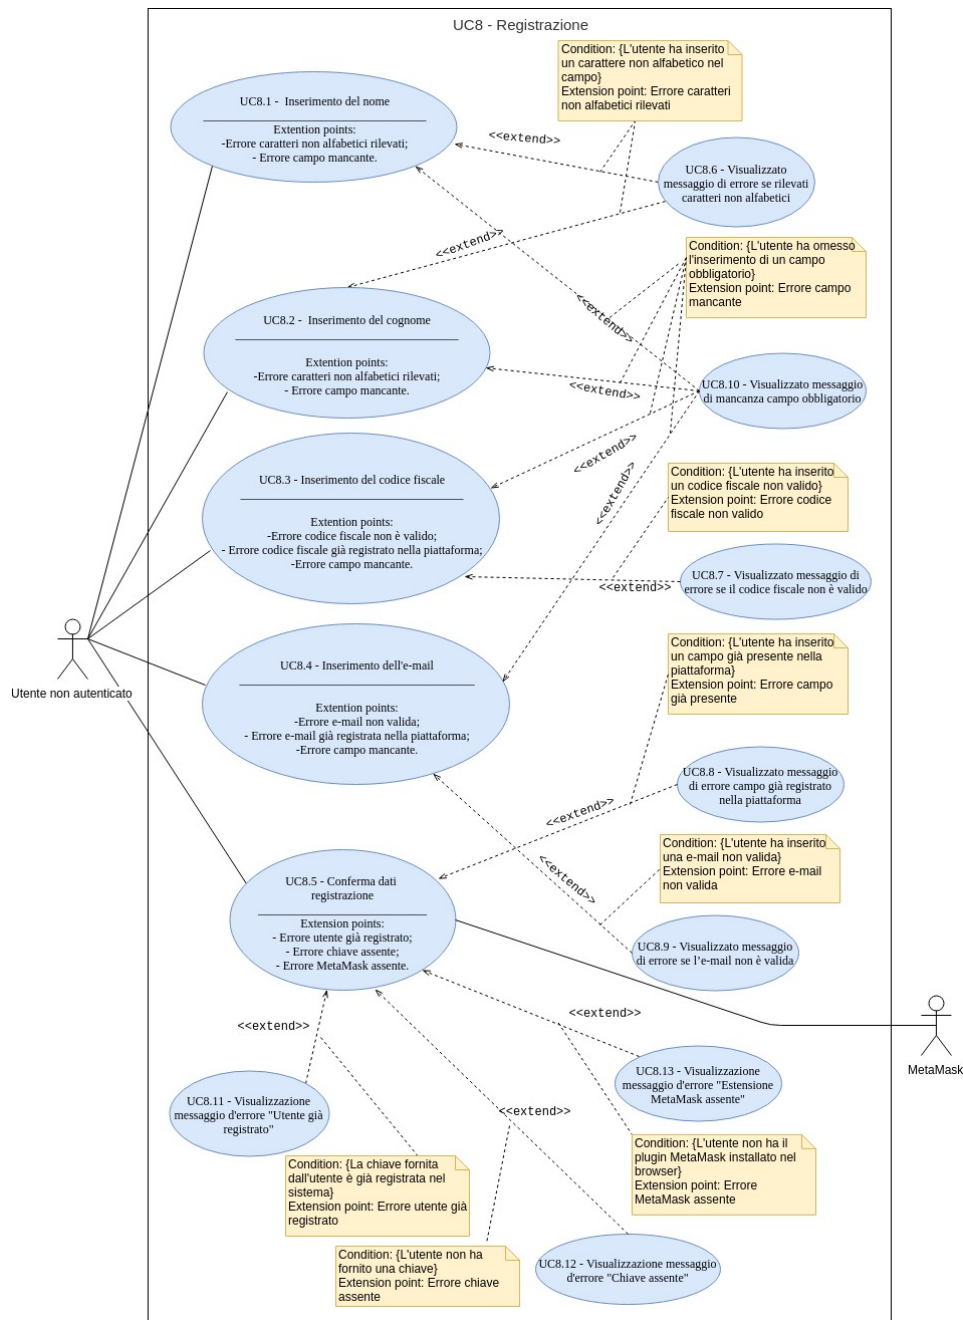 UC8 - Registrazione
Condition: {L'utente ha inserito
un carattere non alfabetico nel
campo}
Extension point: Errore caratteri
non alfabetici rilevati
UC8.1 -  Inserimento del nome
Extention points:
-Errore caratteri non alfabetici rilevati;
- Errore campo mancante.
<<extend>>
UC8.6 - Visualizzato
messaggio di errore se rilevati
caratteri non alfabetici
<<extend>>
Condition: {L'utente ha omesso
l'inserimento di un campo
obbligatorio}
Extension point: Errore campo
mancante
<<extend>>
UC8.2 -  Inserimento del cognome
Extention points:
-Errore caratteri non alfabetici rilevati;
- Errore campo mancante.
<<extend>>
UC8.10 - Visualizzato messaggio
di mancanza campo obbligatorio
<<extend>>
<<extend>>
UC8.3 - Inserimento del codice fiscale
Extention points:
-Errore codice fiscale non è valido;
- Errore codice fiscale già registrato nella piattaforma;
-Errore campo mancante.
Condition: {L'utente ha inserito
un codice fiscale non valido}
Extension point: Errore codice
fiscale non valido
<<extend>>
UC8.7 - Visualizzato messaggio di
errore se il codice fiscale non è valido
Utente non autenticato
UC8.4 - Inserimento dell'e-mail
Extention points:
-Errore e-mail non valida;
- Errore e-mail già registrata nella piattaforma;
-Errore campo mancante.
Condition: {L'utente ha inserito
un campo già presente nella
piattaforma}
Extension point: Errore campo
già presente
UC8.8 - Visualizzato messaggio
di errore campo già registrato
nella piattaforma
<<extend>>
Condition: {L'utente ha inserito
una e-mail non valida}
Extension point: Errore e-mail
non valida
<<extend>>
UC8.5 - Conferma dati
registrazione
Extension points:
- Errore utente già registrato;
- Errore chiave assente;
- Errore MetaMask assente.
UC8.9 - Visualizzato messaggio
di errore se l'e-mail non è valida
<<extend>>
<<extend>>
MetaMask
UC8.13 - Visualizzazione
messaggio d'errore "Estensione
MetaMask assente"
UC8.11 - Visualizzazione
messaggio d'errore "Utente già
registrato"
<<extend>>
Condition: {L'utente non ha il
plugin MetaMask installato nel
browser}
Extension point: Errore
MetaMask assente
Condition: {La chiave fornita
dall'utente è già registrata nel
sistema}
Extension point: Errore utente già
registrato
Condition: {L'utente non ha
fornito una chiave}
Extension point: Errore chiave
assente
UC8.12 - Visualizzazione messaggio
d'errore "Chiave assente"